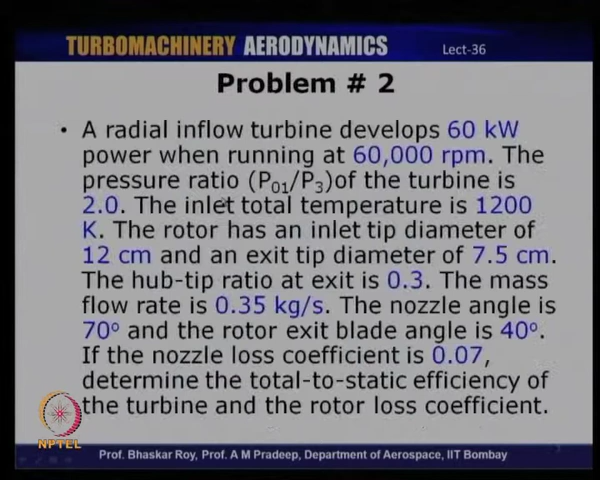 TURBOMACHINERY AERODYNAMICS
Lect-36
Problem # 2
• A radial inflow turbine develops 60 kW
power when running at 60,000 rpm. The
pressure ratio (P₀₁/P₃)of the turbine is
2.0. The inlet total temperature is 1200
K. The rotor has an inlet tip diameter of
12 cm and an exit tip diameter of 7.5 cm.
The hub-tip ratio at exit is 0.3. The mass
flow rate is 0.35 kg/s. The nozzle angle is
70° and the rotor exit blade angle is 40°.
If the nozzle loss coefficient is 0.07,
determine the total-to-static efficiency of
the turbine and the rotor loss coefficient.
NPTEL
Prof. Bhaskar Roy, Prof. A M Pradeep, Department of Aerospace, IIT Bombay